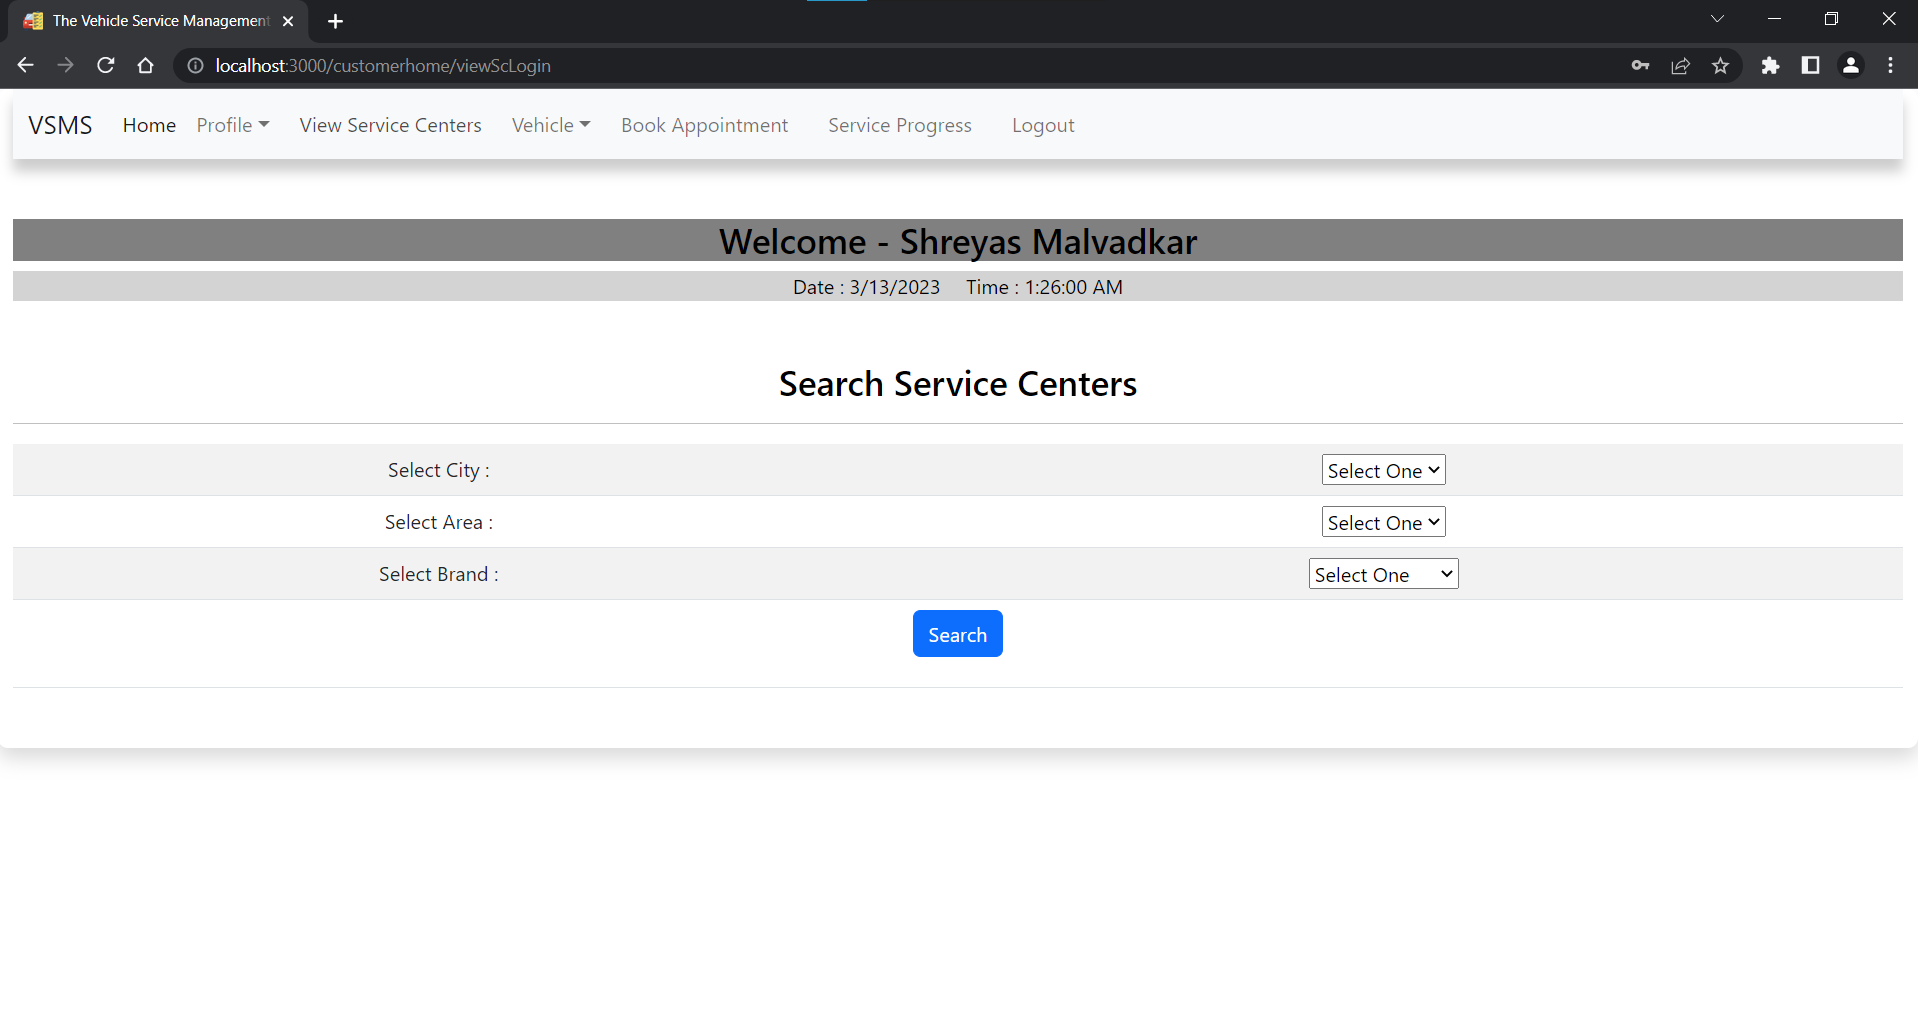 The Vehicle Service Management
localhost:3000/customerhome/viewScLogin
VSMS Home Profile View Service Centers Vehicle Book Appointment Service Progress Logout
Welcome - Shreyas Malvadkar
Date : 3/13/2023 Time : 1:26:00 AM
Search Service Centers
Select City : Select One
Select Area : Select One
Select Brand : Select One
Search